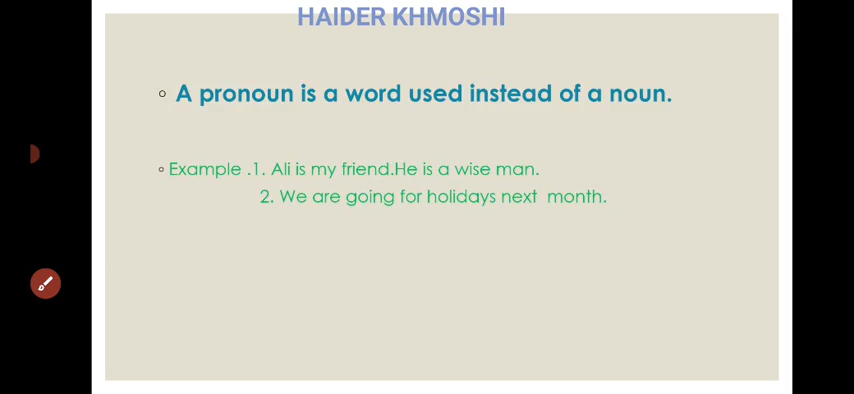 HAIDER KHMOSHI
A pronoun is a word used instead of a noun.
Example .1. Ali is my friend.He is a wise man.
2. We are going for holidays next month.